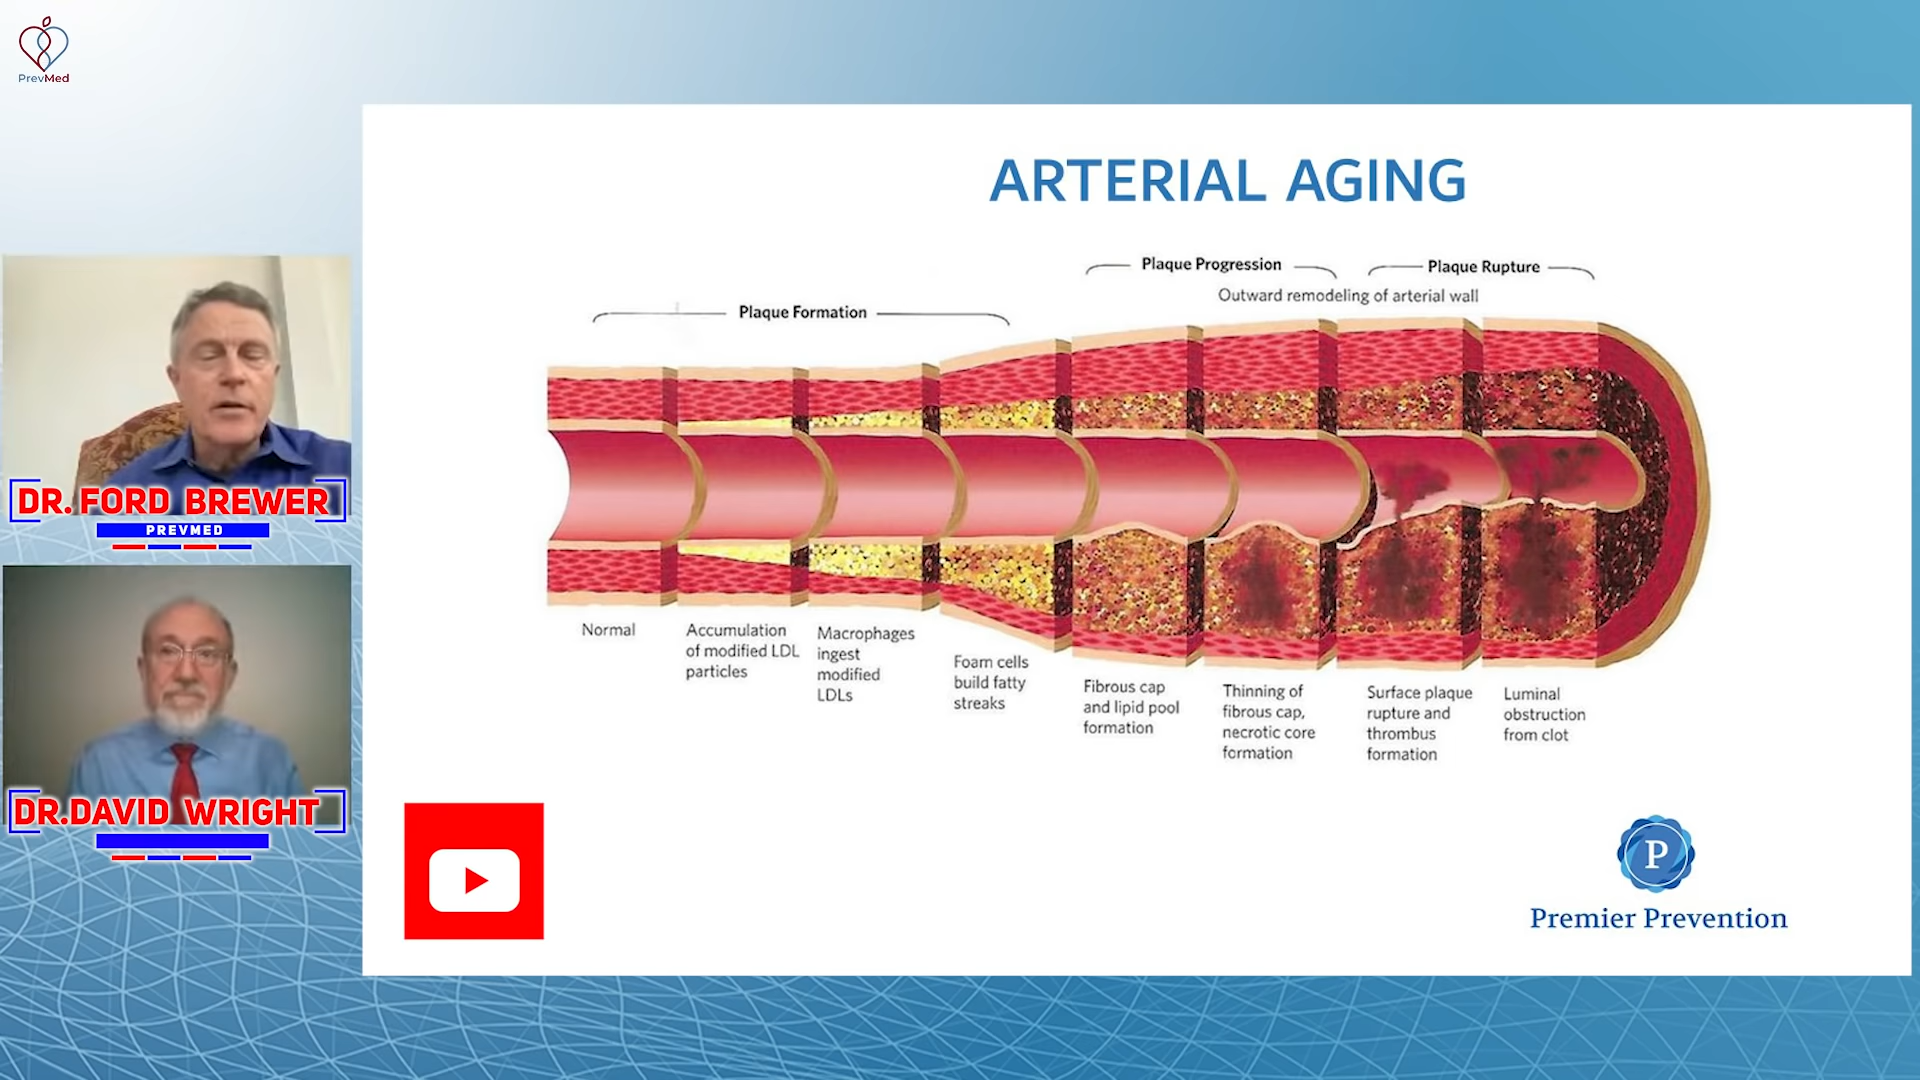 PrevMed
ARTERIAL AGING
Plaque Formation
Plaque Progression
Plaque Rupture
Outward remodeling of arterial wall
Normal
Accumulation
of modified LDL
particles
Macrophages
ingest
modified
LDLs
Foam cells
build fatty
streaks
Fibrous cap
and lipid pool
formation
Thinning of
fibrous cap,
necrotic core
formation
Surface plaque
rupture and
thrombus
formation
Luminal
obstruction
from clot
DR. FORD BREWER
PREVMED
DR.DAVID WRIGHT
P
Premier Prevention